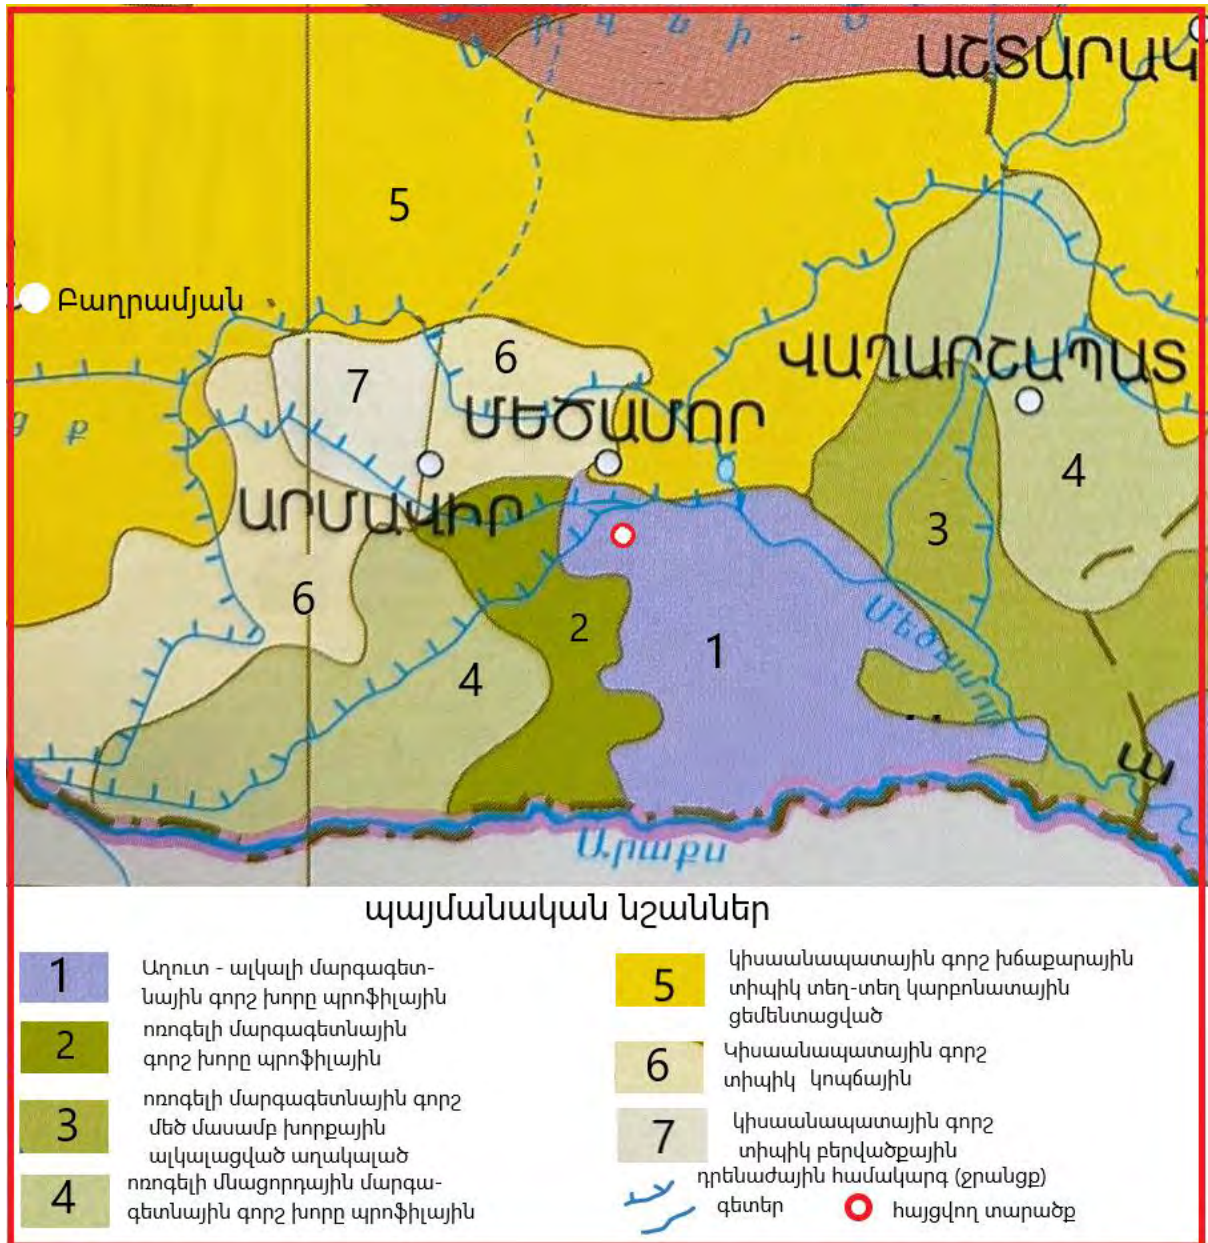 ԱՇՏԱՐԱԿ
5
Բաղրամյան
6
7
ՎԱՂԱՐՇԱՊԱՏ
ՄԵԾԱՄՈՐ
4
ԱՐՄԱՎԻՐ
3
6
2
1
Մեծամոր
4
Արաքս
պայմանական նշաններ
1
Աղուտ - ալկալի մարգագետ-
նային գորշ խորը պրոֆիլային
2
ոռոգելի մարգագետնային
գորշ խորը պրոֆիլային
3
ոռոգելի մարգագետնային գորշ
մեծ մասամբ խորքային
ալկալացված աղակալած
4
ոռոգելի մնացորդային մարգա-
գետնային գորշ խորը պրոֆիլային
5
կիսաանապատային գորշ խճաքարային
տիպիկ տեղ-տեղ կարբոնատային
ցեմենտացված
6
Կիսաանապատային գորշ
տիպիկ կոպճային
7
կիսաանապատային գորշ
տիպիկ բերվածքային
դրենաժային համակարգ (ջրանցք)
գետեր
հայցվող տարածք